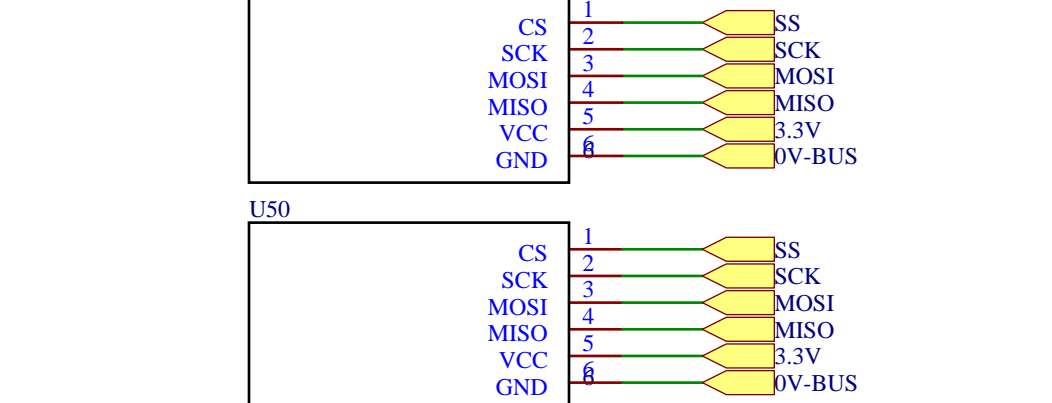 CS 1 SS
SCK 2 SCK
MOSI 3 MOSI
MISO 4 MISO
VCC 5 3.3V
GND 6 0V-BUS
U50
CS 1 SS
SCK 2 SCK
MOSI 3 MOSI
MISO 4 MISO
VCC 5 3.3V
GND 6 0V-BUS